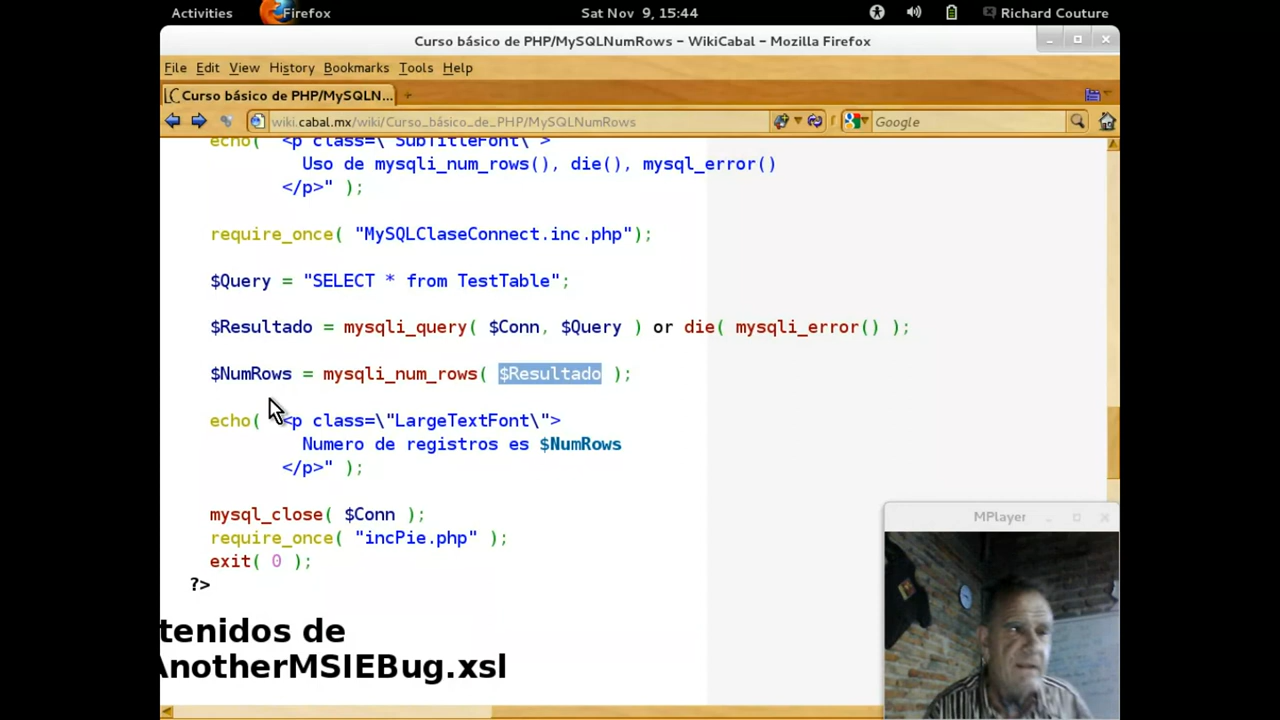 Activities Firefox Sat Nov 9, 15:44 Richard Couture
Curso básico de PHP/MySQLNumRows - WikiCabal - Mozilla Firefox
File Edit View History Bookmarks Tools Help
Curso básico de PHP/MySQLN...
wiki.cabal.mx/wiki/Curso_básico_de_PHP/MySQLNumRows Google
echo( "<p class=\"SubTitleFont\">
Uso de mysqli_num_rows(), die(), mysql_error()
</p>" );
require_once( "MySQLClaseConnect.inc.php");
$Query = "SELECT * from TestTable";
$Resultado = mysqli_query( $Conn, $Query ) or die( mysqli_error() );
$NumRows = mysqli_num_rows( $Resultado );
echo( "<p class=\"LargeTextFont\">
Numero de registros es $NumRows
</p>" );
mysql_close( $Conn );
require_once( "incPie.php" );
exit( 0 );
?>
tenidos de
AnotherMSIEBug.xsl
MPlayer